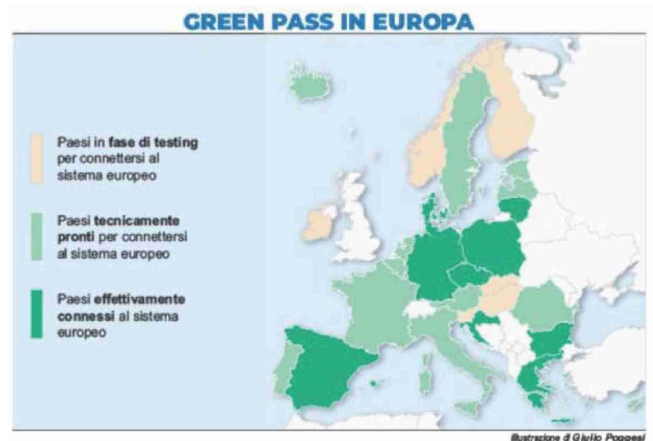 GREEN PASS IN EUROPA
Paesi in fase di testing
per connettersi al
sistema europeo
Paesi tecnicamente
pronti per connettersi
al sistema europeo
Paesi effettivamente
connessi al sistema
europeo
Illustrazione di Giulio Poggesi